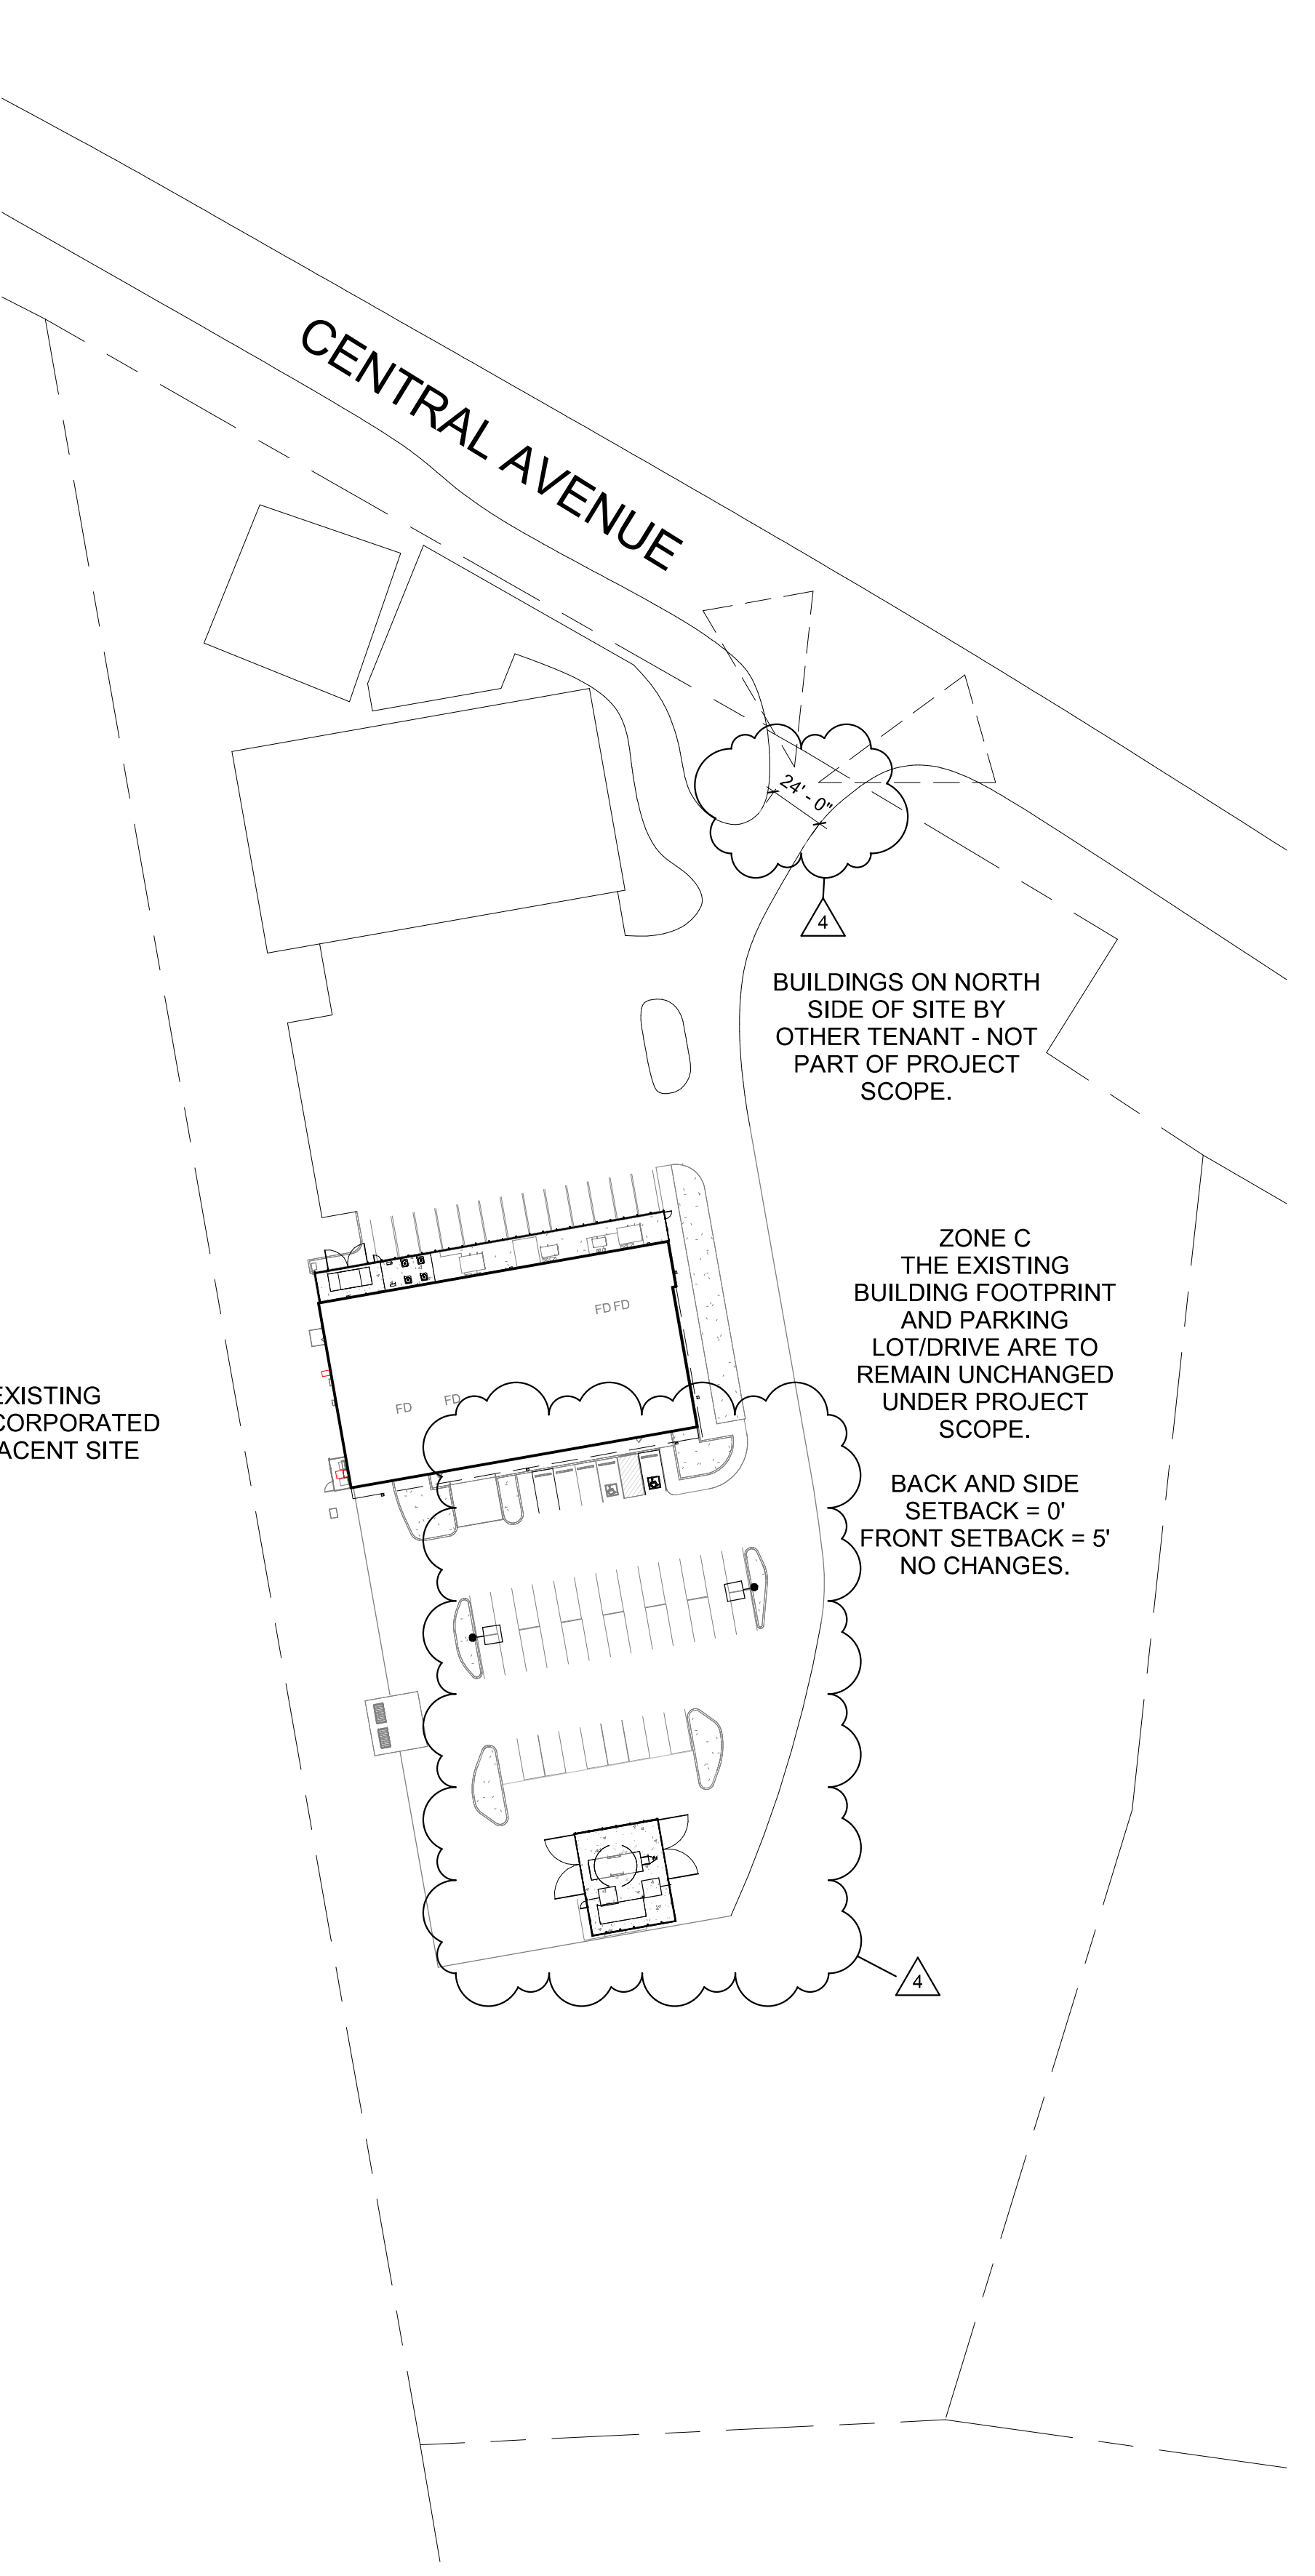 CENTRAL AVENUE
24' - 0"
4
BUILDINGS ON NORTH
SIDE OF SITE BY
OTHER TENANT - NOT
PART OF PROJECT
SCOPE.
ZONE C
THE EXISTING
BUILDING FOOTPRINT
AND PARKING
LOT/DRIVE ARE TO
REMAIN UNCHANGED
UNDER PROJECT
SCOPE.
BACK AND SIDE
SETBACK = 0'
FRONT SETBACK = 5'
NO CHANGES.
FD FD
FD
FD
EXISTING
CORPORATED
ACENT SITE
4